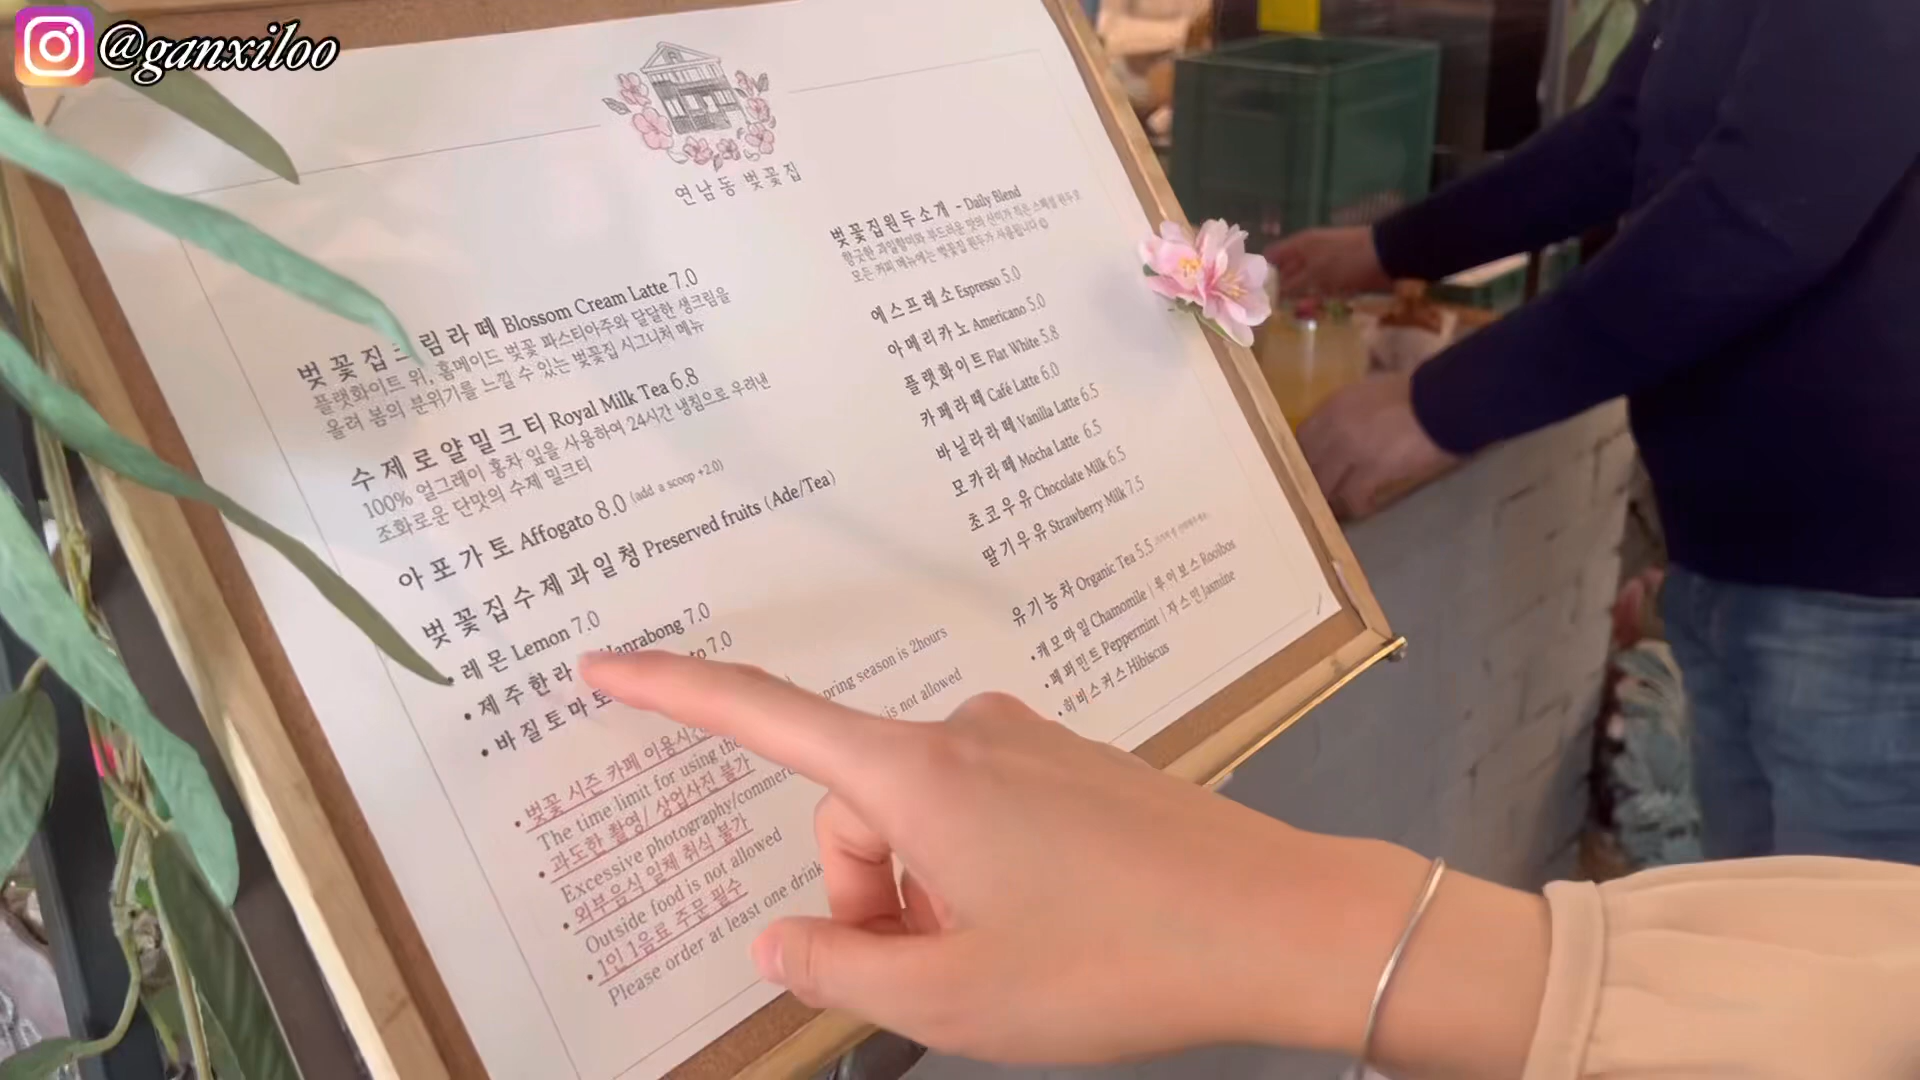 @ganxiloo
연남동 벚꽃집
벚꽃집크림라떼 Blossom Cream Latte 7.0
플랫화이트 위, 홈메이드 벚꽃 파스티아주와 달달한 생크림을
올려 봄의 분위기를 느낄 수 있는 벚꽃집 시그니처 메뉴
수제로얄밀크티 Royal Milk Tea 6.8
100% 얼그레이 홍차 잎을 사용하여 24시간 냉침으로 우려낸
조화로운 단맛의 수제 밀크티
아포가토 Affogato 8.0 (add a scoop +2.0)
벚꽃집수제과일청 Preserved fruits (Ade/Tea)
• 레몬 Lemon 7.0
• 제주한라 Hanrabong 7.0
• 바질토마토 7.0
• 벚꽃 시즌 카페 이용시간
The time limit for using the spring season is 2hours
• 과도한 촬영/ 상업사진 불가
Excessive photography/commerc is not allowed
• 외부음식 일체 취식 불가
Outside food is not allowed
• 1인 1음료 주문 필수
Please order at least one drink
벚꽃집원두소개 - Daily Blend
향긋한 과일향미와 부드러운 맛의 산미가 적은 스페셜 원두로
모든 커피 메뉴에는 벚꽃집 원두가 사용됩니다
에스프레소 Espresso 5.0
아메리카노 Americano 5.0
플랫화이트 Flat White 5.8
카페라떼 Café Latte 6.0
바닐라라떼 Vanilla Latte 6.5
모카라떼 Mocha Latte 6.5
초코우유 Chocolate Milk 6.5
딸기우유 Strawberry Milk 7.5
유기농차 Organic Tea 5.5
• 캐모마일 Chamomile | 루이보스 Rooibos
• 페퍼민트 Peppermint | 자스민 Jasmine
• 히비스커스 Hibiscus